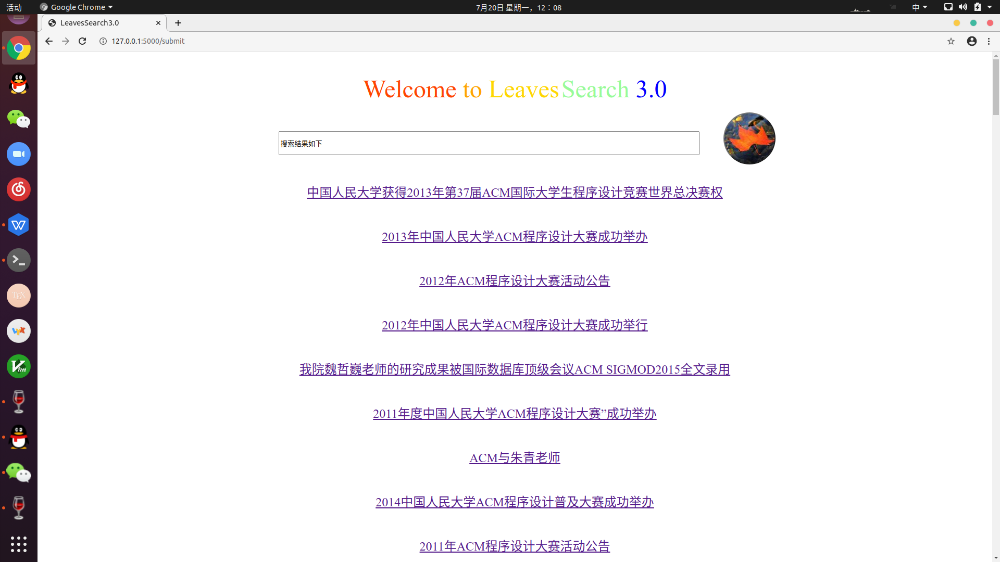 活动
Google Chrome
7月20日 星期一，12：08
中
LeavesSearch3.0
127.0.0.1:5000/submit
Welcome to Leaves Search 3.0
搜索结果如下
中国人民大学获得2013年第37届ACM国际大学生程序设计竞赛世界总决赛权
2013年中国人民大学ACM程序设计大赛成功举办
2012年ACM程序设计大赛活动公告
2012年中国人民大学ACM程序设计大赛成功举行
我院魏哲巍老师的研究成果被国际数据库顶级会议ACM SIGMOD2015全文录用
TEX
LYX
Vim
2011年度中国人民大学ACM程序设计大赛”成功举办
ACM与朱青老师
2014中国人民大学ACM程序设计普及大赛成功举办
2011年ACM程序设计大赛活动公告